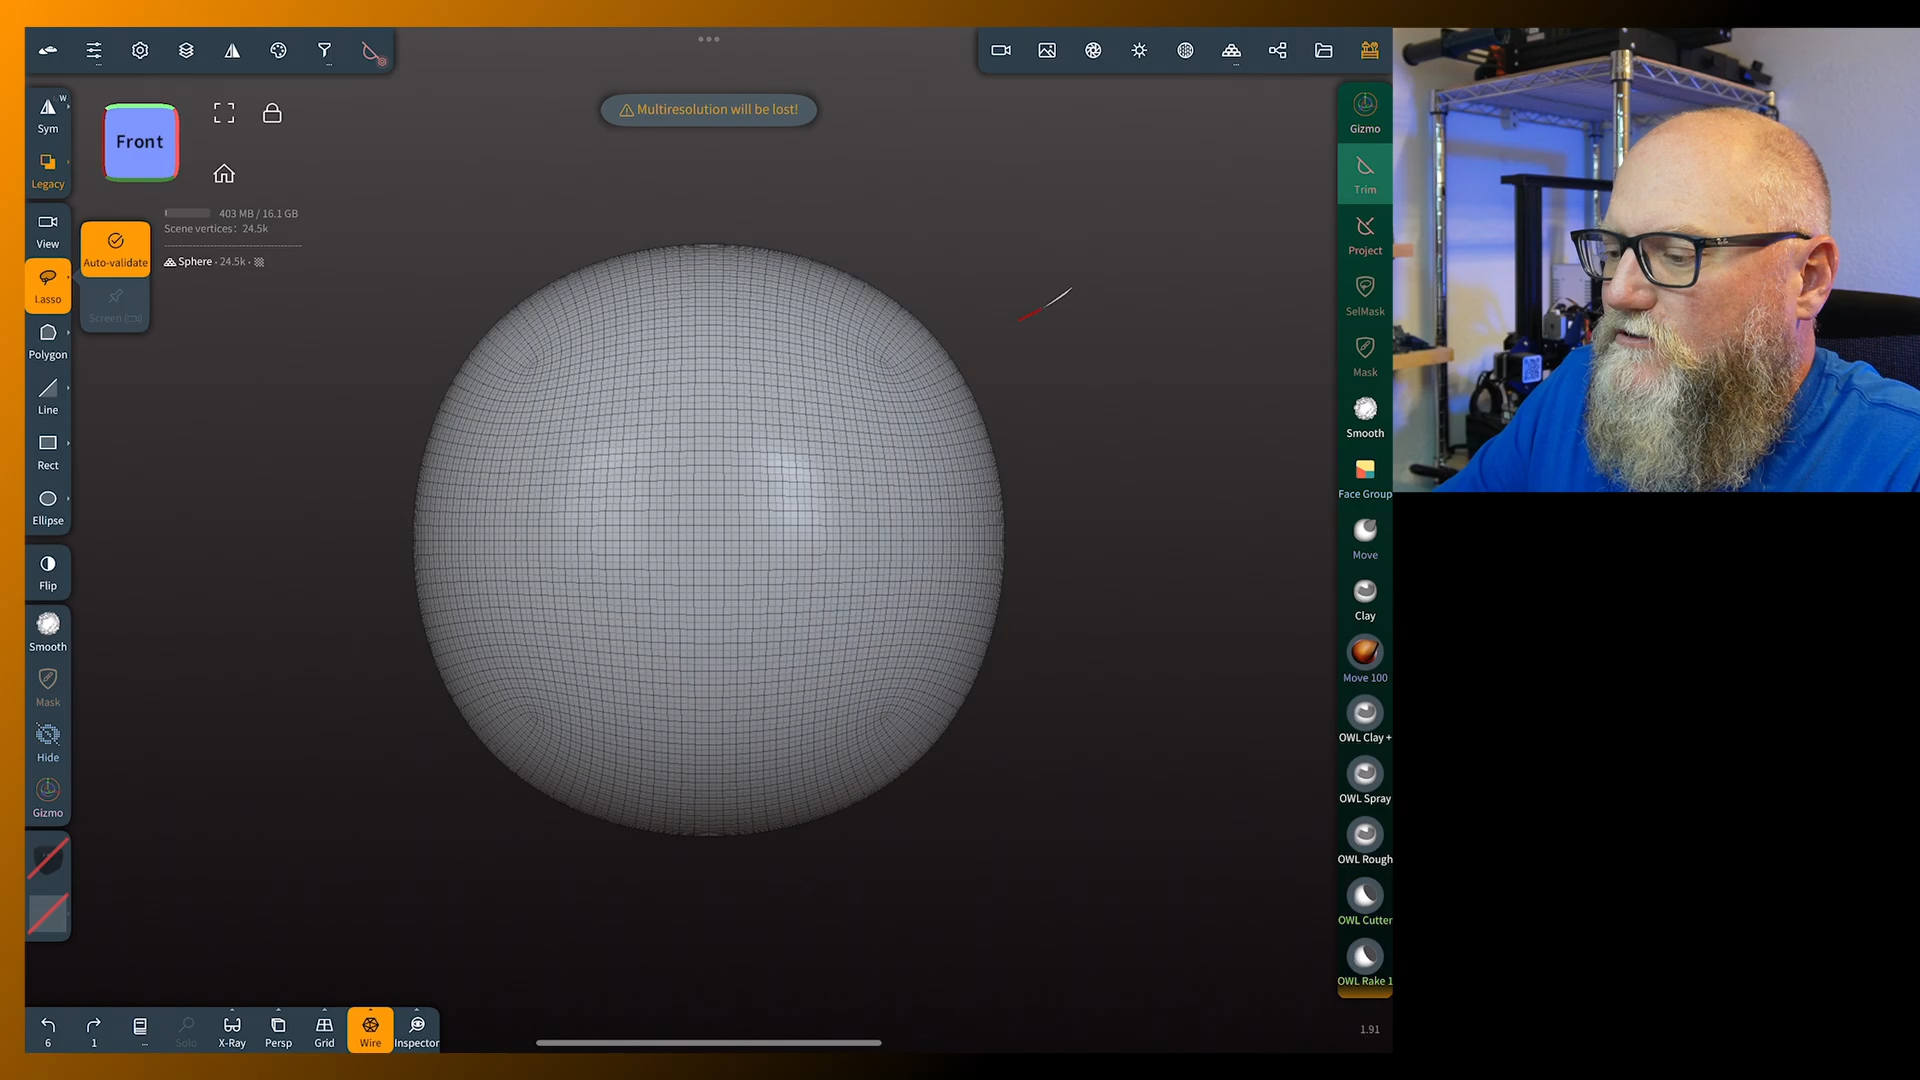 Multiresolution will be lost!
W
Sym
Legacy
View
Lasso
Polygon
Line
Rect
Ellipse
Flip
Smooth
Mask
Hide
Gizmo
Front
Auto-validate
Screen
403 MB / 16.1 GB
Scene vertices: 24.5k
Sphere · 24.5k ·
Gizmo
Trim
Project
SelMask
Mask
Smooth
Face Group
Move
Clay
Move 100
OWL Clay +
OWL Spray
OWL Rough
OWL Cutter
OWL Rake 1
6
1
...
Solo
X-Ray
Persp
Grid
Wire
Inspector
1.91